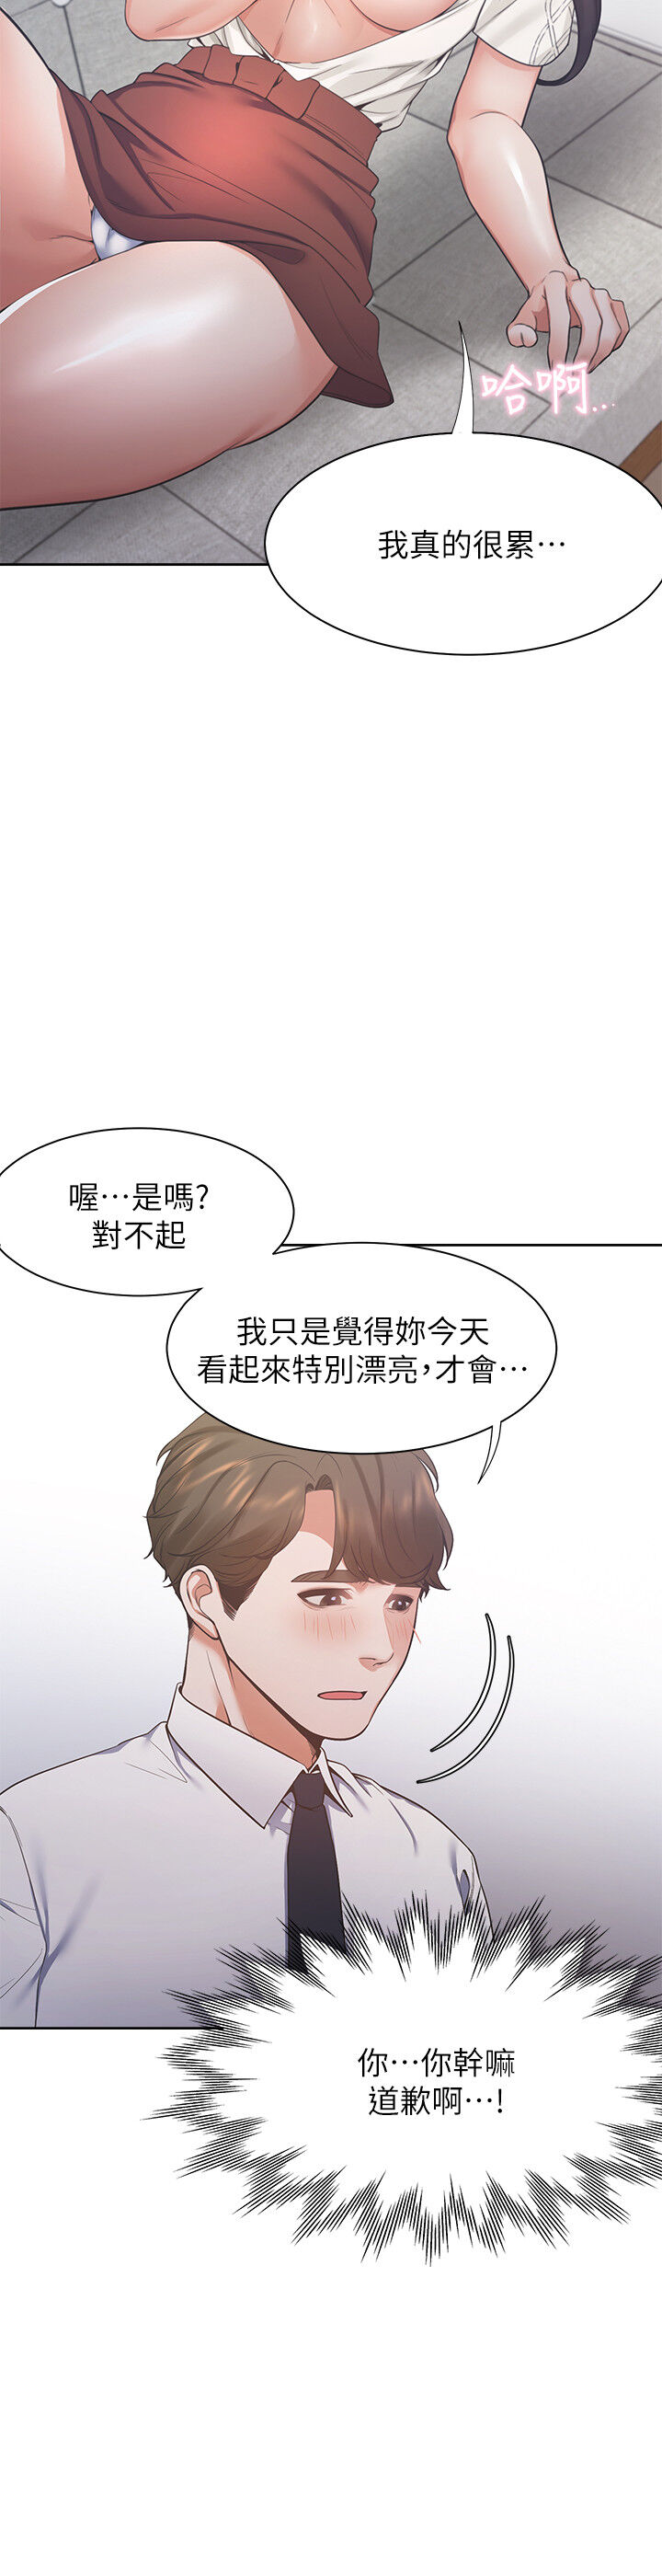 哈啊...
我真的很累…
喔…是嗎?
對不起
我只是覺得妳今天
看起來特別漂亮，才會…
你…你幹嘛
道歉啊…!